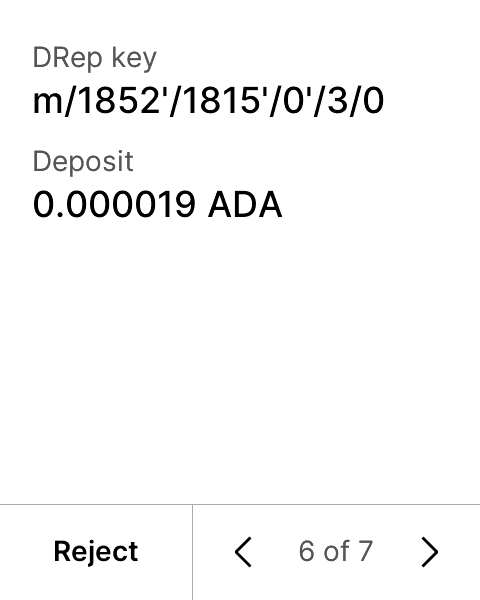 DRep key
m/1852'/1815'/0'/3/0
Deposit
0.000019 ADA
Reject
6 of 7